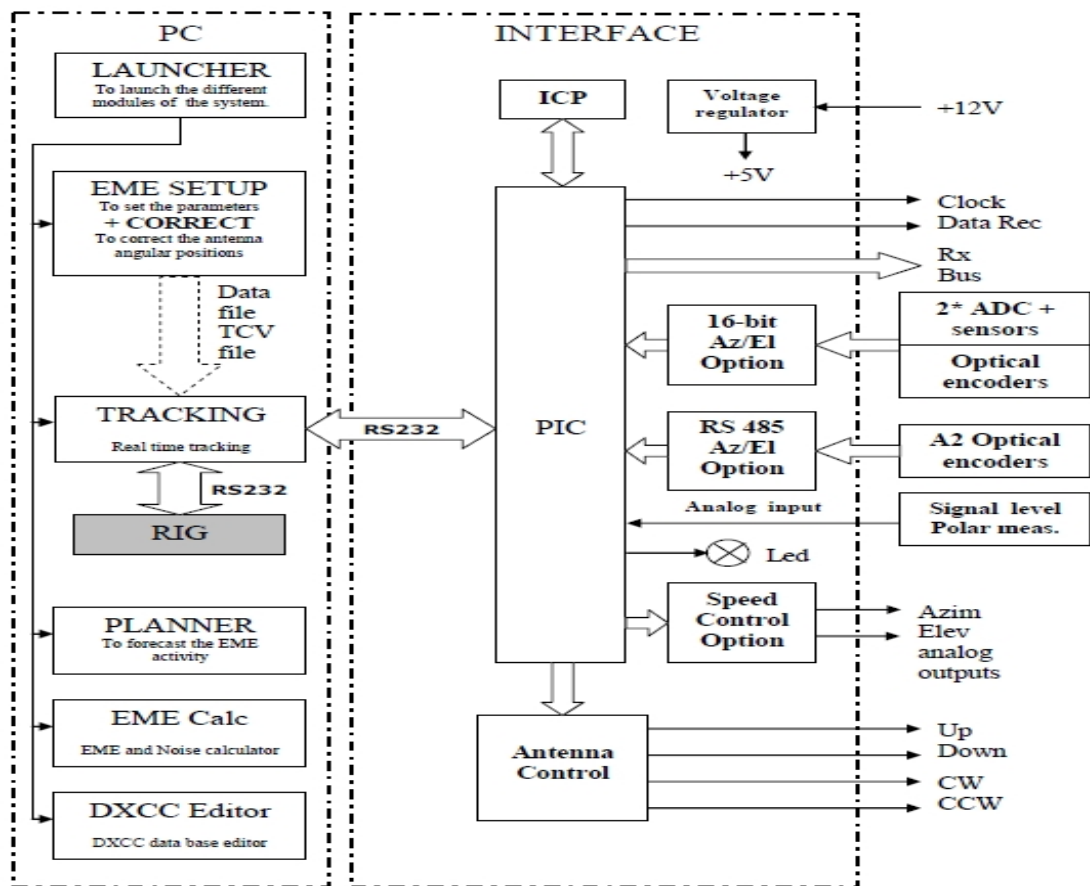 PC
LAUNCHER
To launch the different
modules of the system.
EME SETUP
To set the parameters
+ CORRECT
To correct the antenna
angular positions
Data
file
TCV
file
TRACKING
Real time tracking
RS232
RIG
PLANNER
To forecast the EME
activity
EME Calc
EME and Noise calculator
DXCC Editor
DXCC data base editor
RS232
INTERFACE
ICP
Voltage
regulator
+12V
+5V
PIC
Clock
Data Rec
Rx
Bus
16-bit
Az/El
Option
2* ADC +
sensors
Optical
encoders
RS 485
Az/El
Option
A2 Optical
encoders
Analog input
Signal level
Polar meas.
Led
Speed
Control
Option
Azim
Elev
analog
outputs
Antenna
Control
Up
Down
CW
CCW